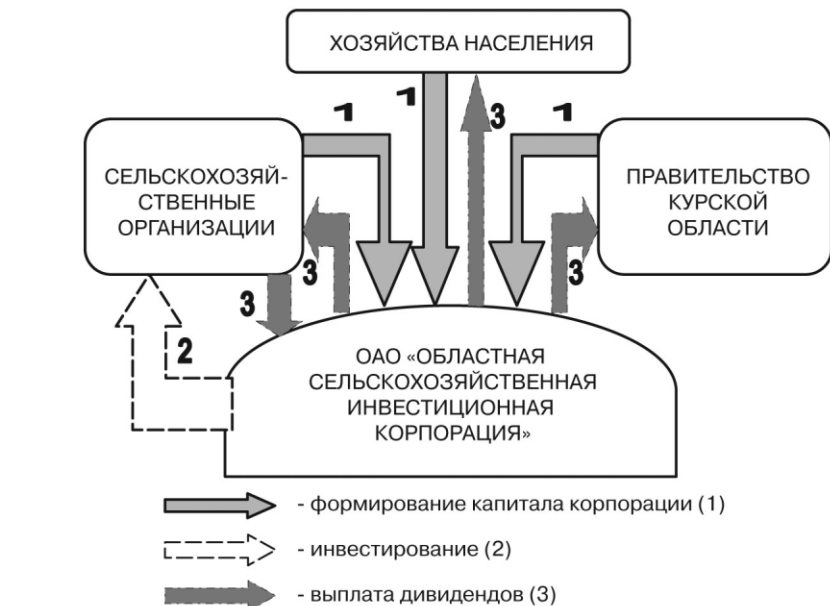 ХОЗЯЙСТВА НАСЕЛЕНИЯ
1
1
3
1
СЕЛЬСКОХОЗЯЙ-
СТВЕННЫЕ
ОРГАНИЗАЦИИ
ПРАВИТЕЛЬСТВО
КУРСКОЙ
ОБЛАСТИ
3
3
3
2
ОАО «ОБЛАСТНАЯ
СЕЛЬСКОХОЗЯЙСТВЕННАЯ
ИНВЕСТИЦИОННАЯ
КОРПОРАЦИЯ»
- формирование капитала корпорации (1)
- инвестирование (2)
- выплата дивидендов (3)